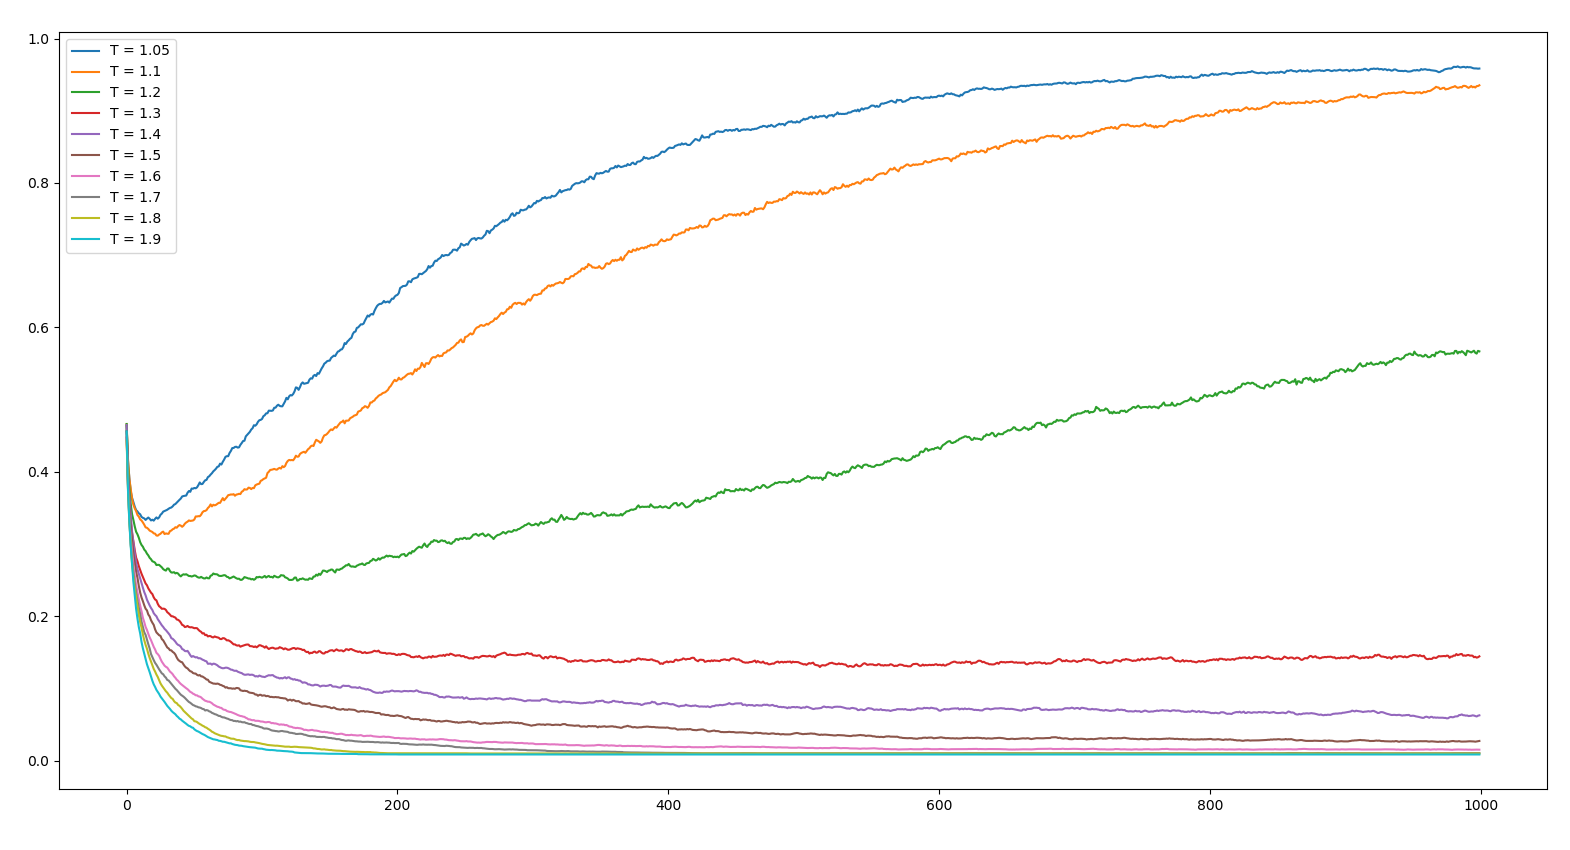 1.0
0.8
0.6
0.4
0.2
0.0
T = 1.05
T = 1.1
T = 1.2
T = 1.3
T = 1.4
T = 1.5
T = 1.6
T = 1.7
T = 1.8
T = 1.9
0 200 400 600 800 1000